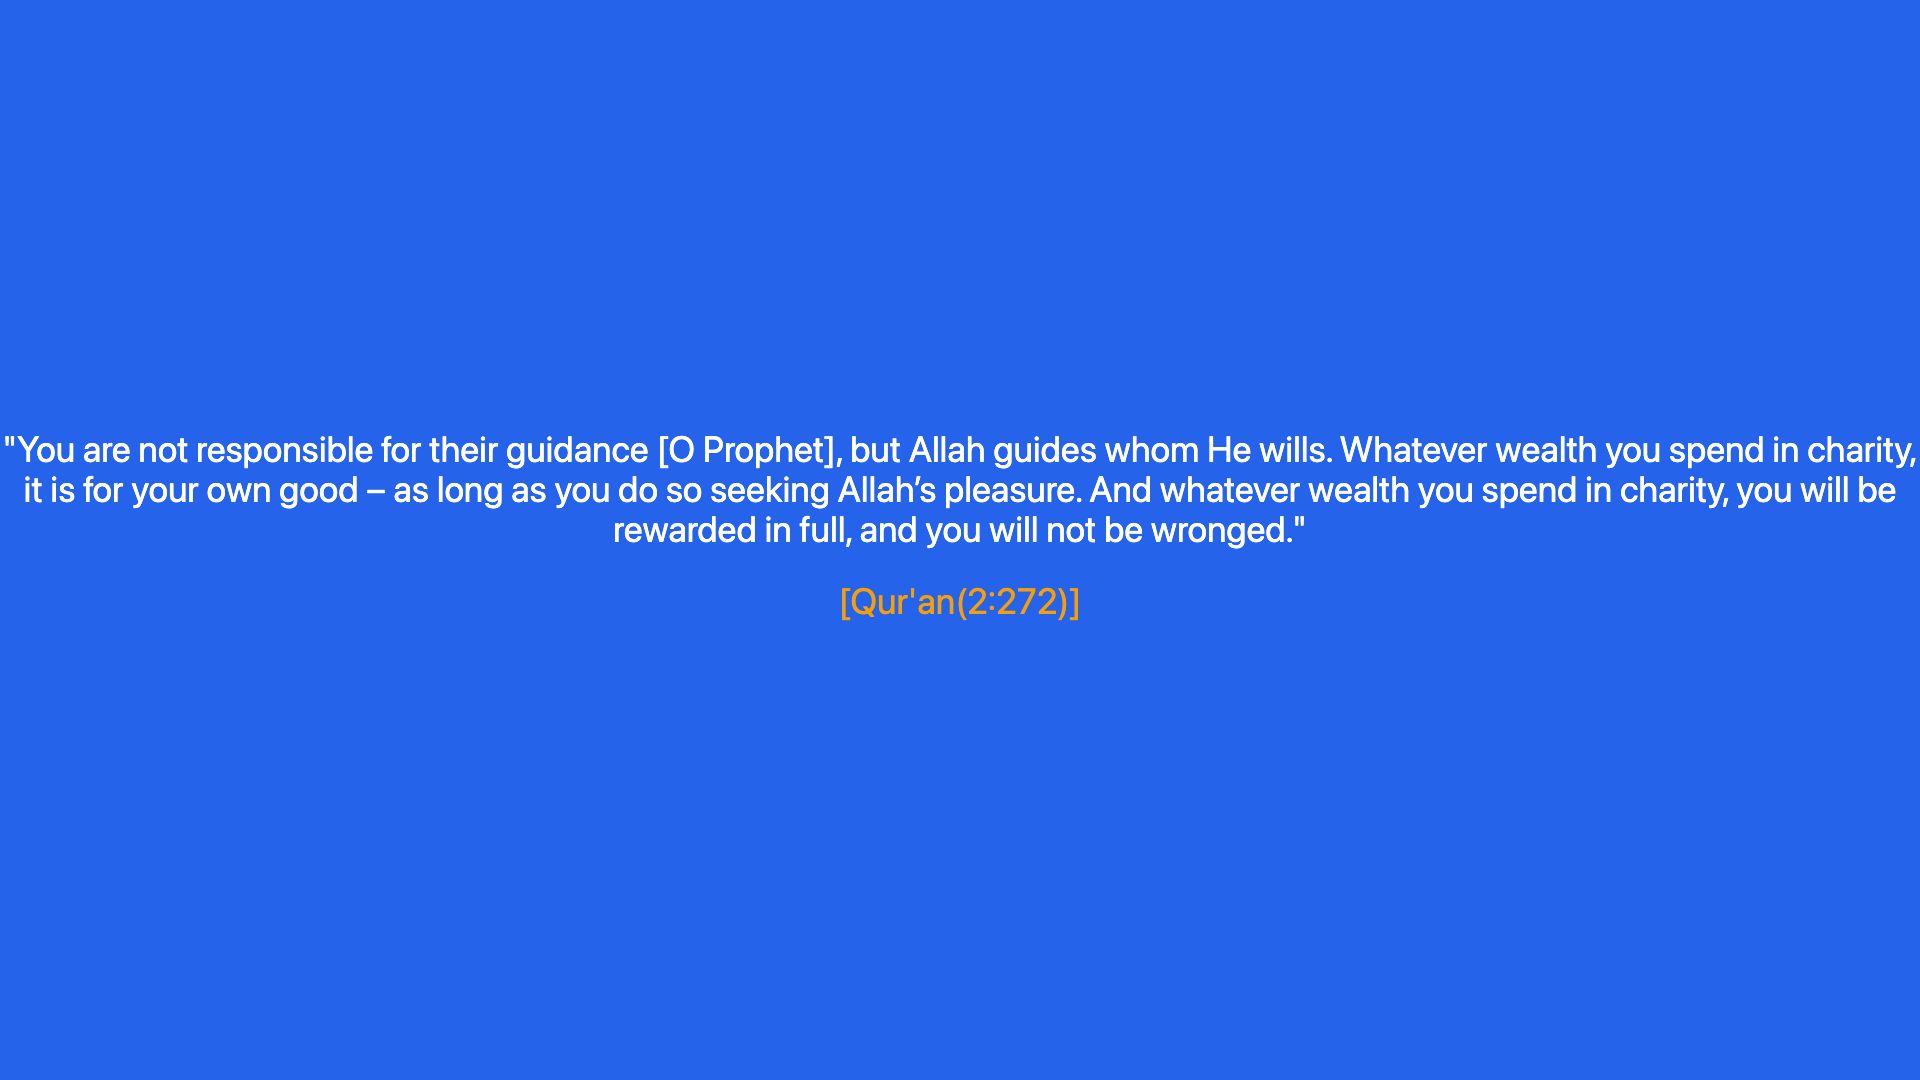 "You are not responsible for their guidance [O Prophet], but Allah guides whom He wills. Whatever wealth you spend in charity,
it is for your own good – as long as you do so seeking Allah’s pleasure. And whatever wealth you spend in charity, you will be
rewarded in full, and you will not be wronged."
[Qur'an(2:272)]